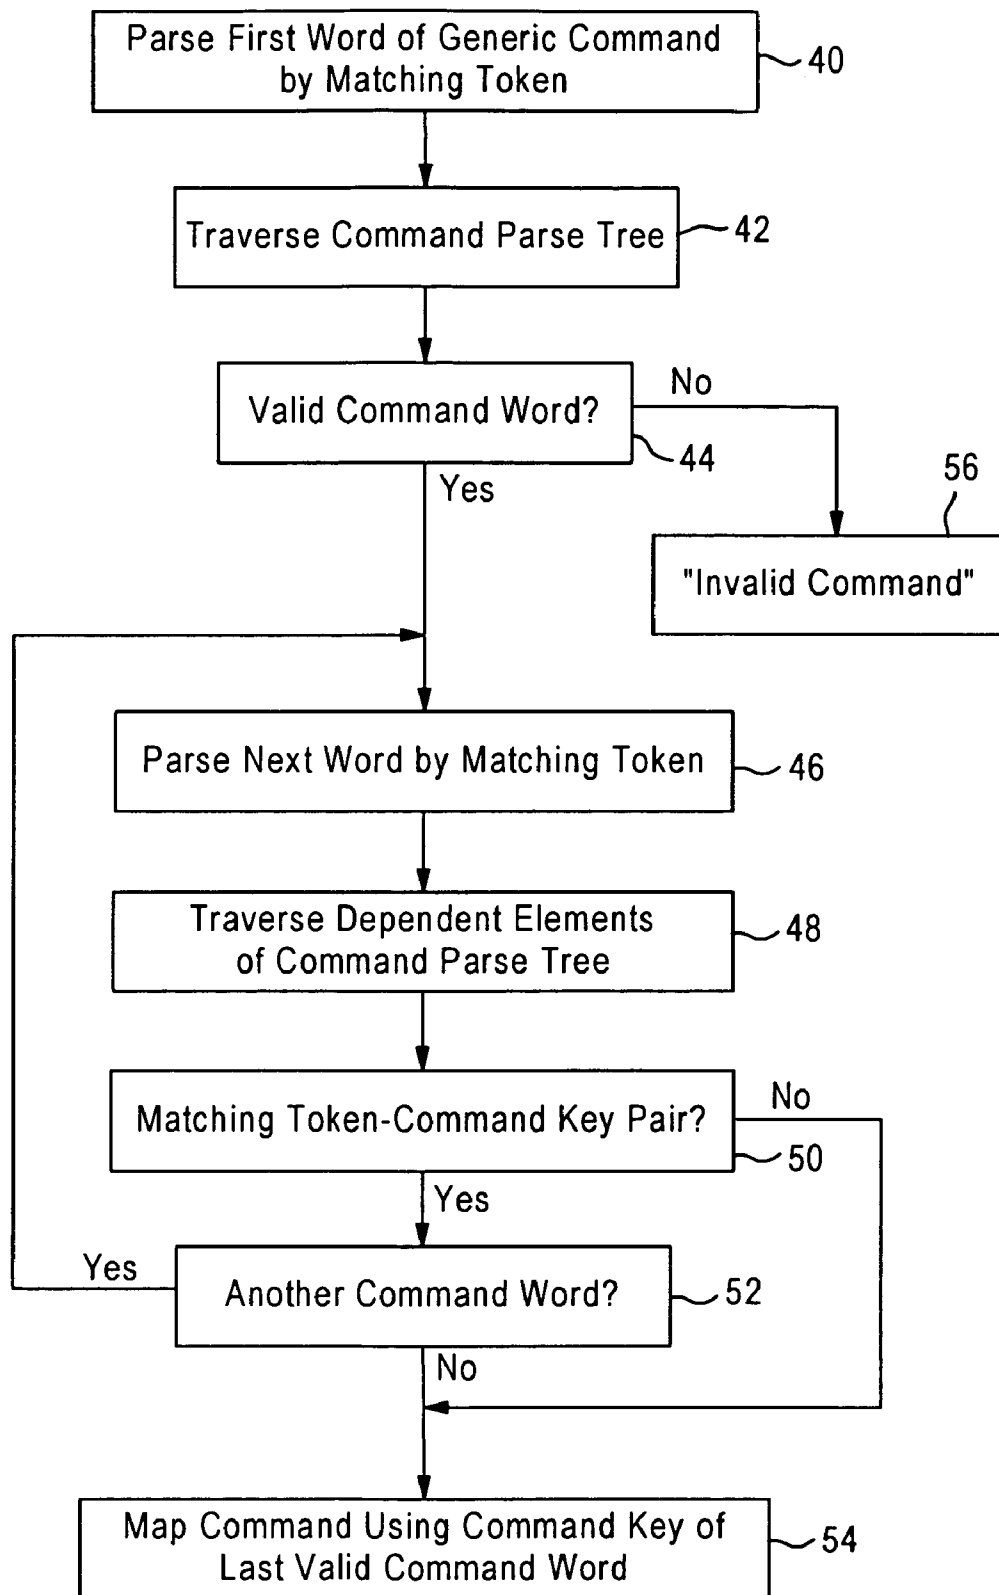 Parse First Word of Generic Command
by Matching Token
40
Traverse Command Parse Tree
42
Valid Command Word?
No
44
Yes
56
"Invalid Command"
Parse Next Word by Matching Token
46
Traverse Dependent Elements
of Command Parse Tree
48
Matching Token-Command Key Pair?
No
50
Yes
Yes
Another Command Word?
52
No
Map Command Using Command Key of
Last Valid Command Word
54